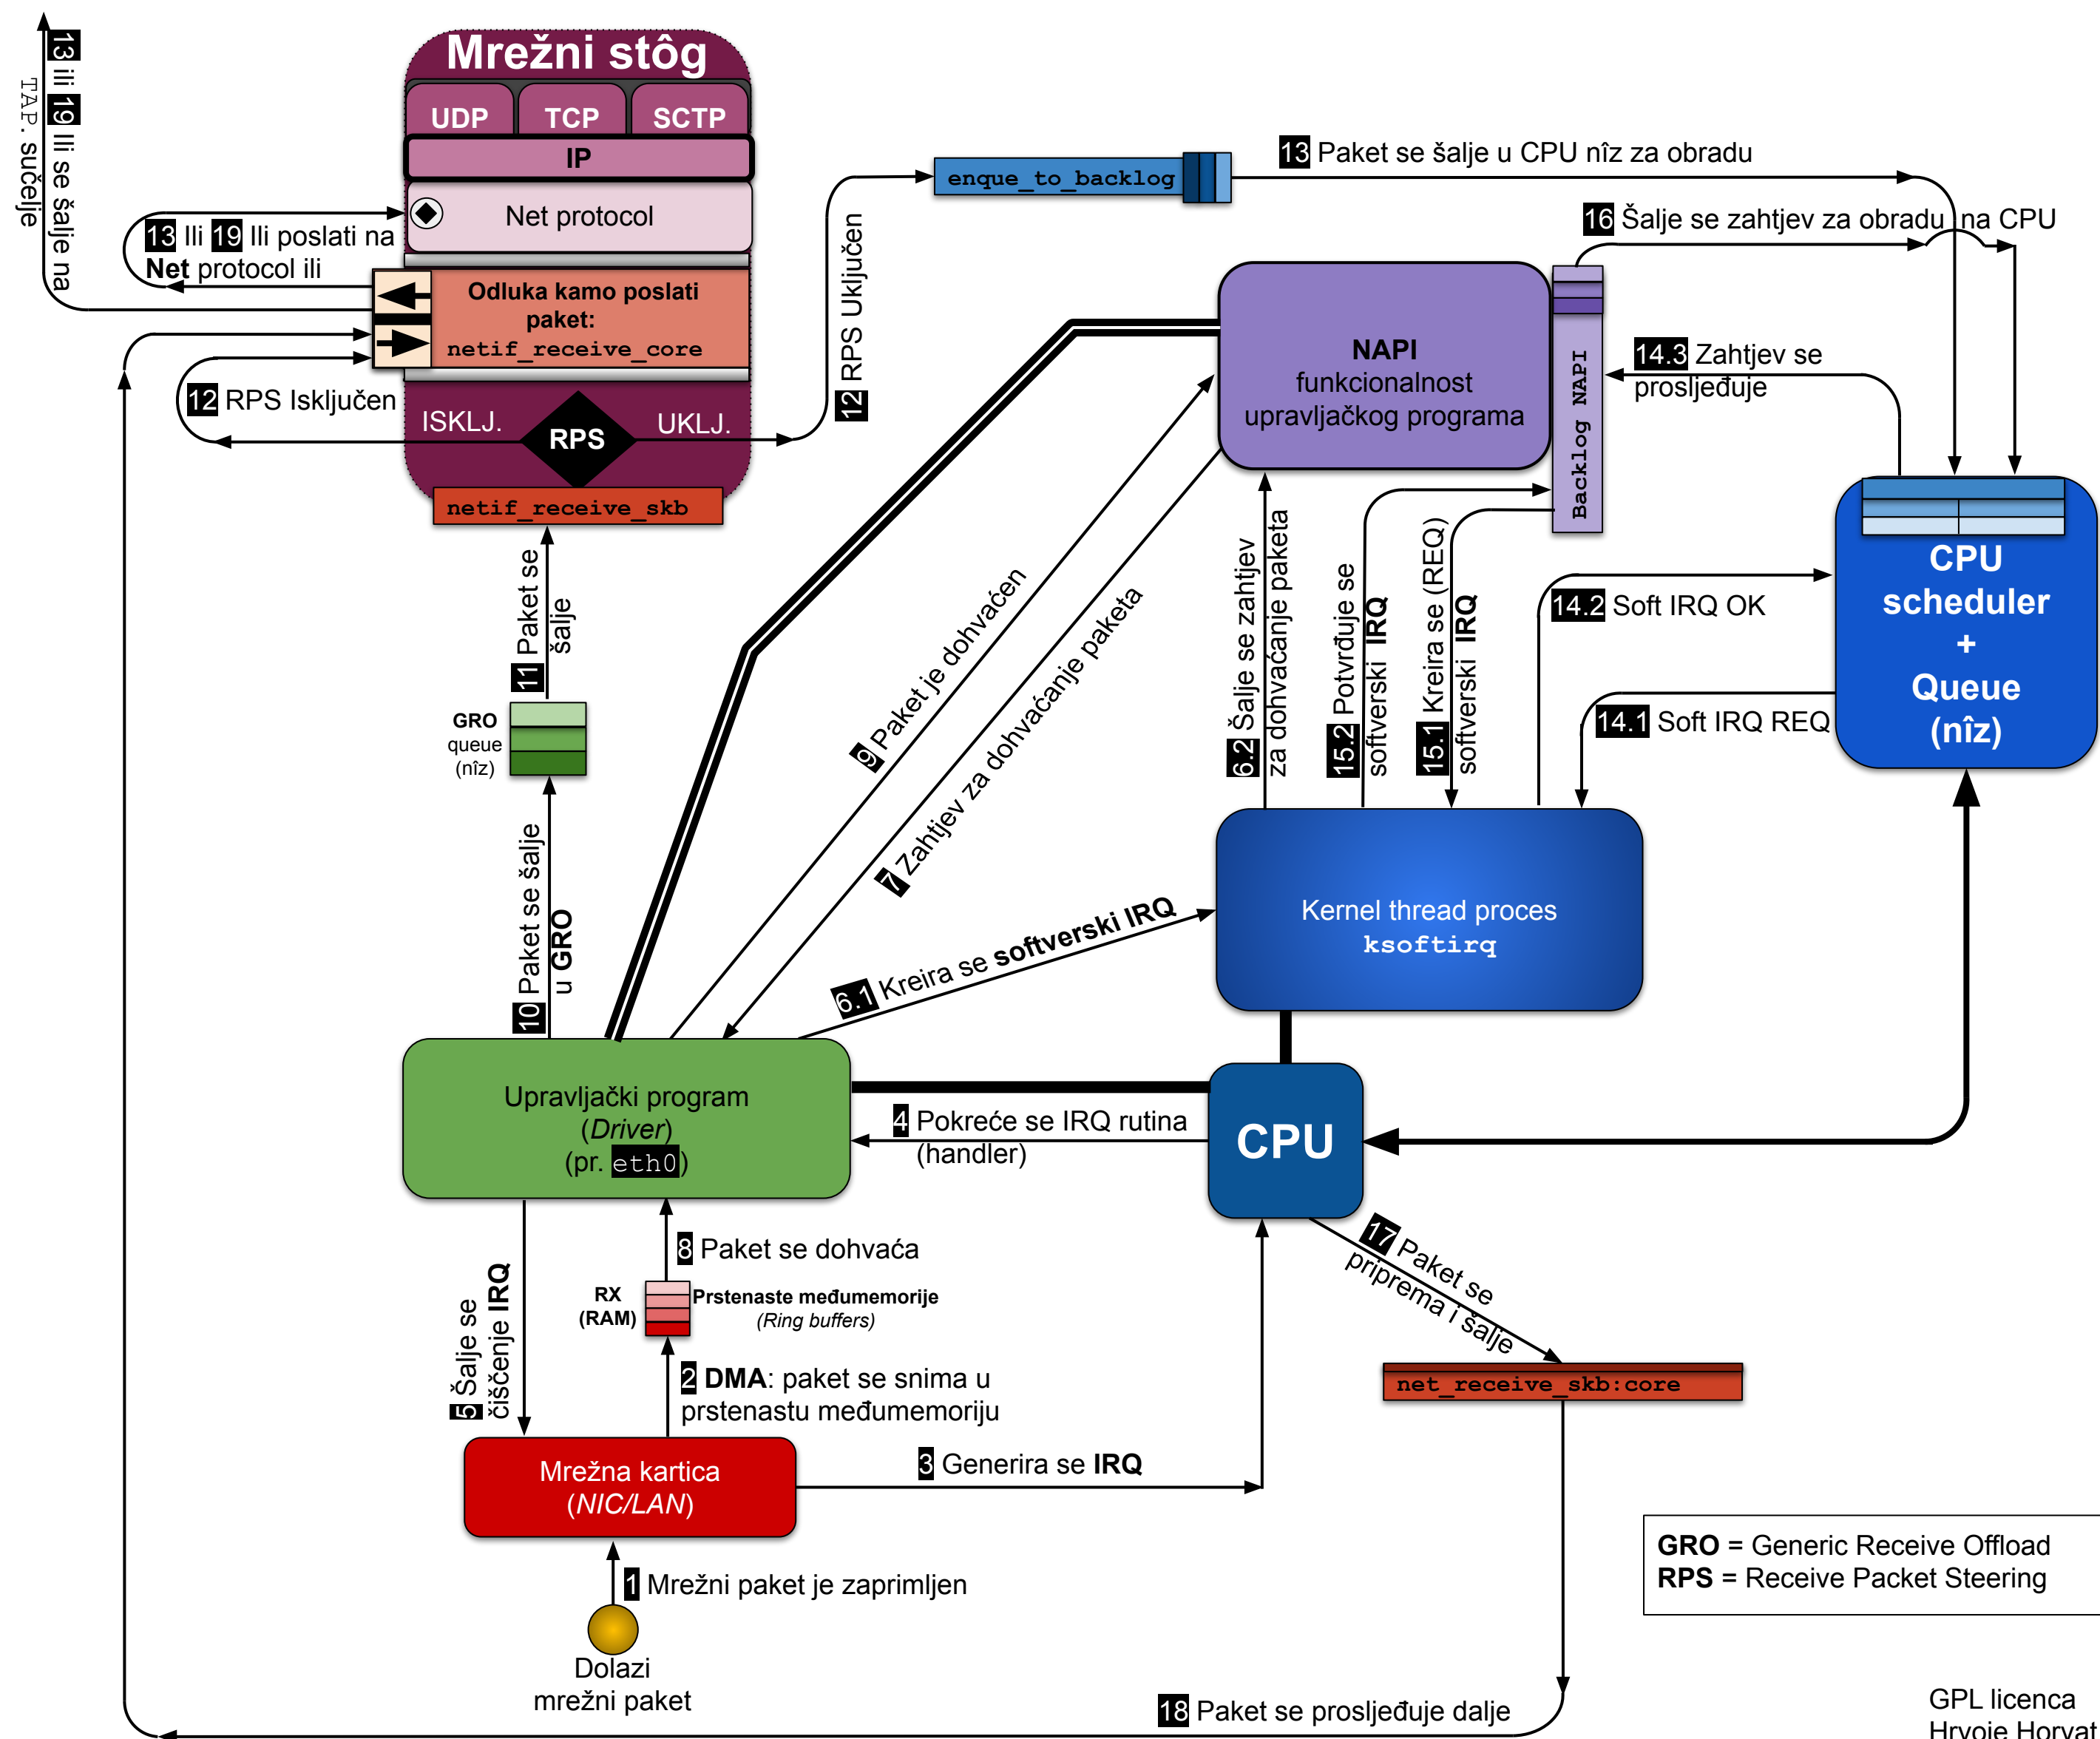 Mrežni stôg
UDP
TCP
SCTP
IP
Net protocol
Odluka kamo poslati
paket:
netif_receive_core
ISKLJ.
RPS
UKLJ.
netif_receive_skb
13 ili 19 Ili se šalje na
TAP. sučelje
13 Ili 19 Ili poslati na
Net protocol ili
12 RPS Isključen
12 RPS Uključen
enque_to_backlog
13 Paket se šalje u CPU nîz za obradu
16 Šalje se zahtjev za obradu na CPU
NAPI
funkcionalnost
upravljačkog programa
Backlog NAPI
14.3 Zahtjev se
prosljeđuje
CPU
scheduler
+
Queue
(nîz)
14.2 Soft IRQ OK
14.1 Soft IRQ REQ
6.2 Šalje se zahtjev
za dohvaćanje paketa
15.2 Potvrđuje se
softverski IRQ
15.1 Kreira se (REQ)
softverski IRQ
11 Paket se
šalje
GRO
queue
(nîz)
10 Paket se šalje
u GRO
9 Paket je dohvaćen
7 Zahtjev za dohvaćanje paketa
6.1 Kreira se softverski IRQ
Kernel thread proces
ksoftirq
Upravljački program
(Driver)
(pr. eth0)
4 Pokreće se IRQ rutina
(handler)
CPU
8 Paket se dohvaća
RX
(RAM)
Prstenaste međumemorije
(Ring buffers)
5 Šalje se
čišćenje IRQ
2 DMA: paket se snima u
prstenastu međumemoriju
17 Paket se
priprema i šalje
net_receive_skb:core
Mrežna kartica
(NIC/LAN)
3 Generira se IRQ
1 Mrežni paket je zaprimljen
Dolazi
mrežni paket
GRO = Generic Receive Offload
RPS = Receive Packet Steering
18 Paket se prosljeđuje dalje
GPL licenca
Hrvoje Horvat